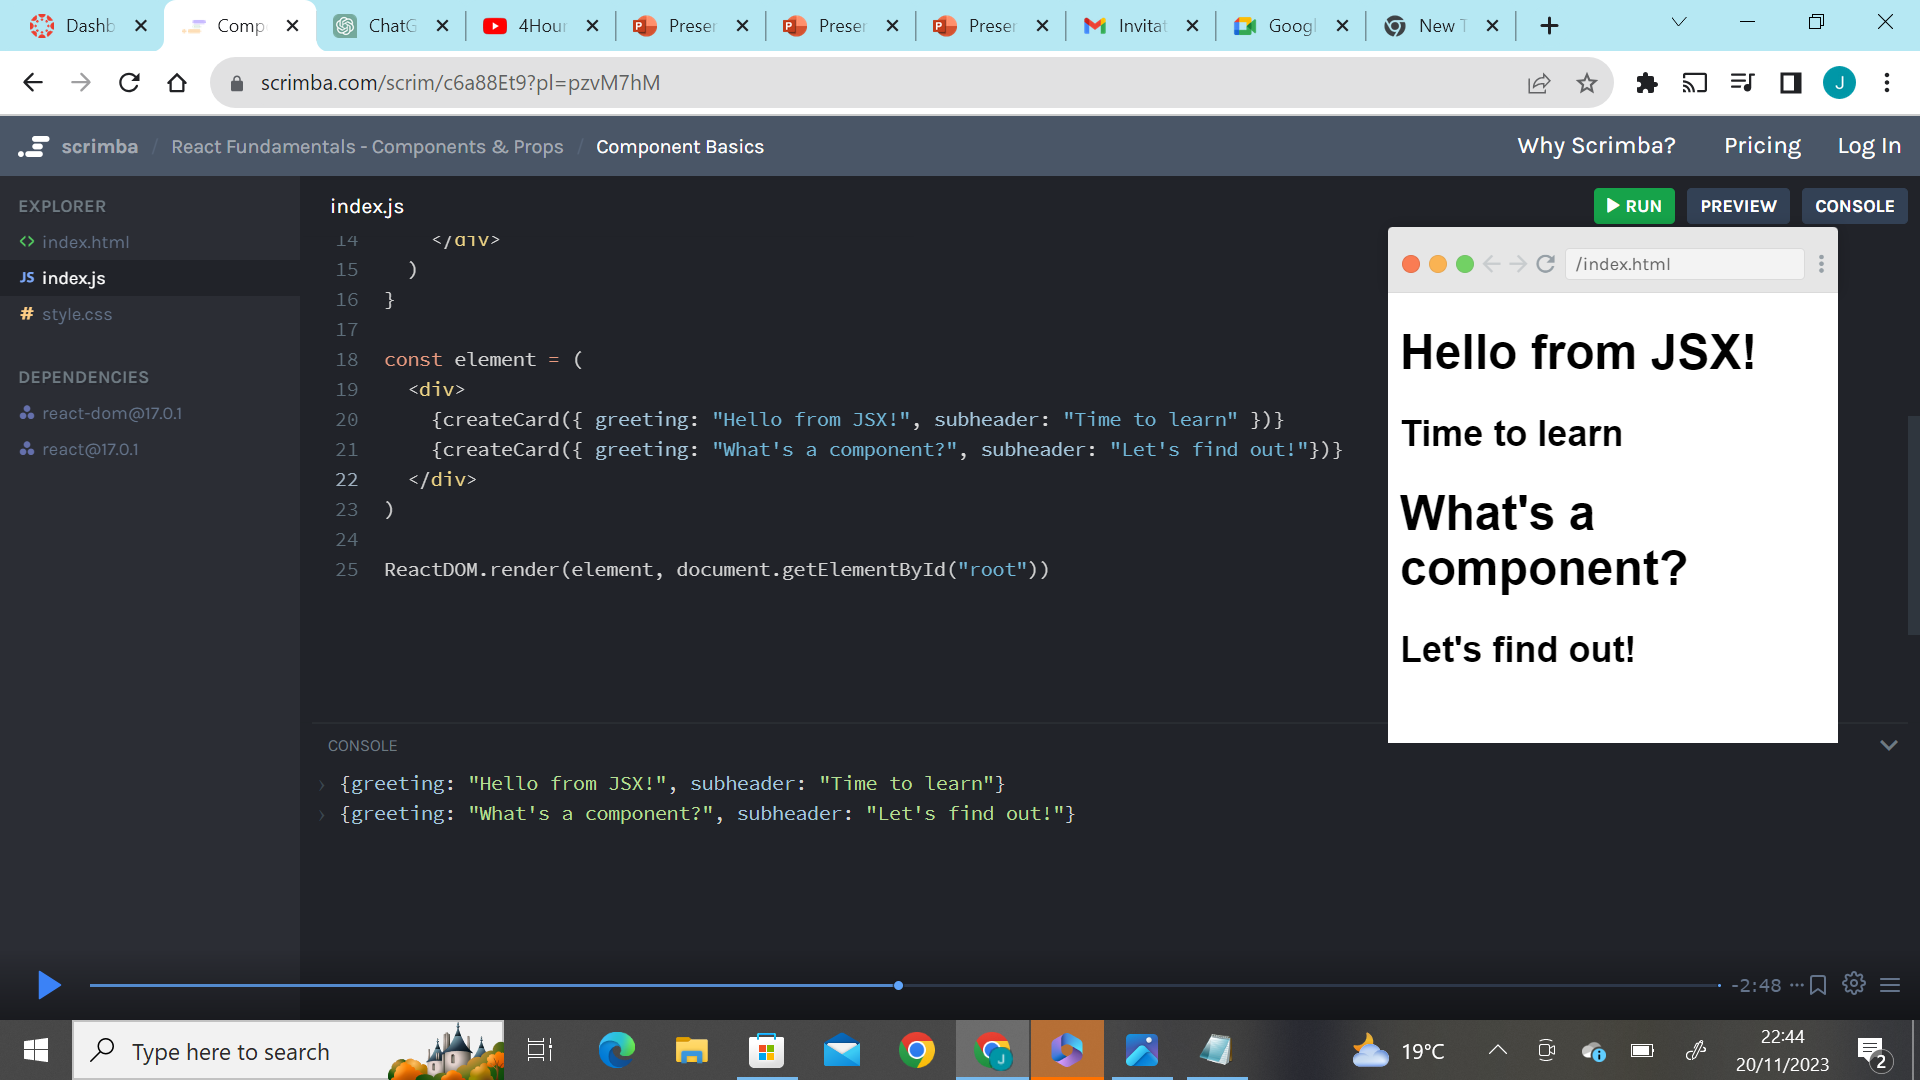 Dashb
Comp
ChatG
4Hour
Preser
Preser
Preser
Invitat
Googl
New T
scrimba.com/scrim/c6a88Et9?pl=pzvM7hM
J
scrimba / React Fundamentals - Components & Props / Component Basics
Why Scrimba? Pricing Log In
EXPLORER
index.html
JS index.js
# style.css
DEPENDENCIES
react-dom@17.0.1
react@17.0.1
index.js
RUN PREVIEW CONSOLE
14 </div>
15 )
16 }
17
18 const element = (
19 <div>
20 {createCard({ greeting: "Hello from JSX!", subheader: "Time to learn" })}
21 {createCard({ greeting: "What's a component?", subheader: "Let's find out!"})}
22 </div>
23 )
24
25 ReactDOM.render(element, document.getElementById("root"))
/index.html
Hello from JSX!
Time to learn
What's a
component?
Let's find out!
CONSOLE
› {greeting: "Hello from JSX!", subheader: "Time to learn"}
› {greeting: "What's a component?", subheader: "Let's find out!"}
-2:48
Type here to search
J
19°C
22:44
20/11/2023
2